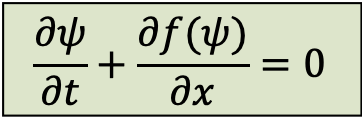 ∂ψ/∂t + ∂f(ψ)/∂x = 0